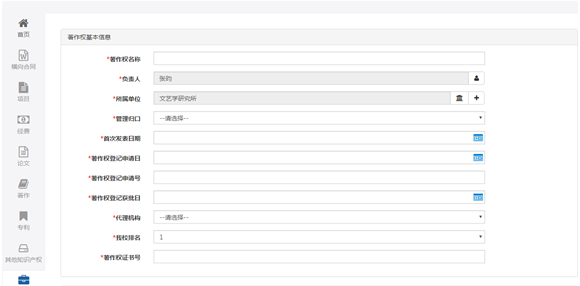 首页
横向合同
项目
经费
论文
著作
专利
其他知识产权
著作权基本信息
*著作权名称
*负责人 张昀
*所属单位 文艺学研究所
*管理归口 --请选择--
*首次发表日期
*著作权登记申请日
*著作权登记申请号
*著作权登记获批日
*代理机构 --请选择--
*我校排名 1
*著作权证书号